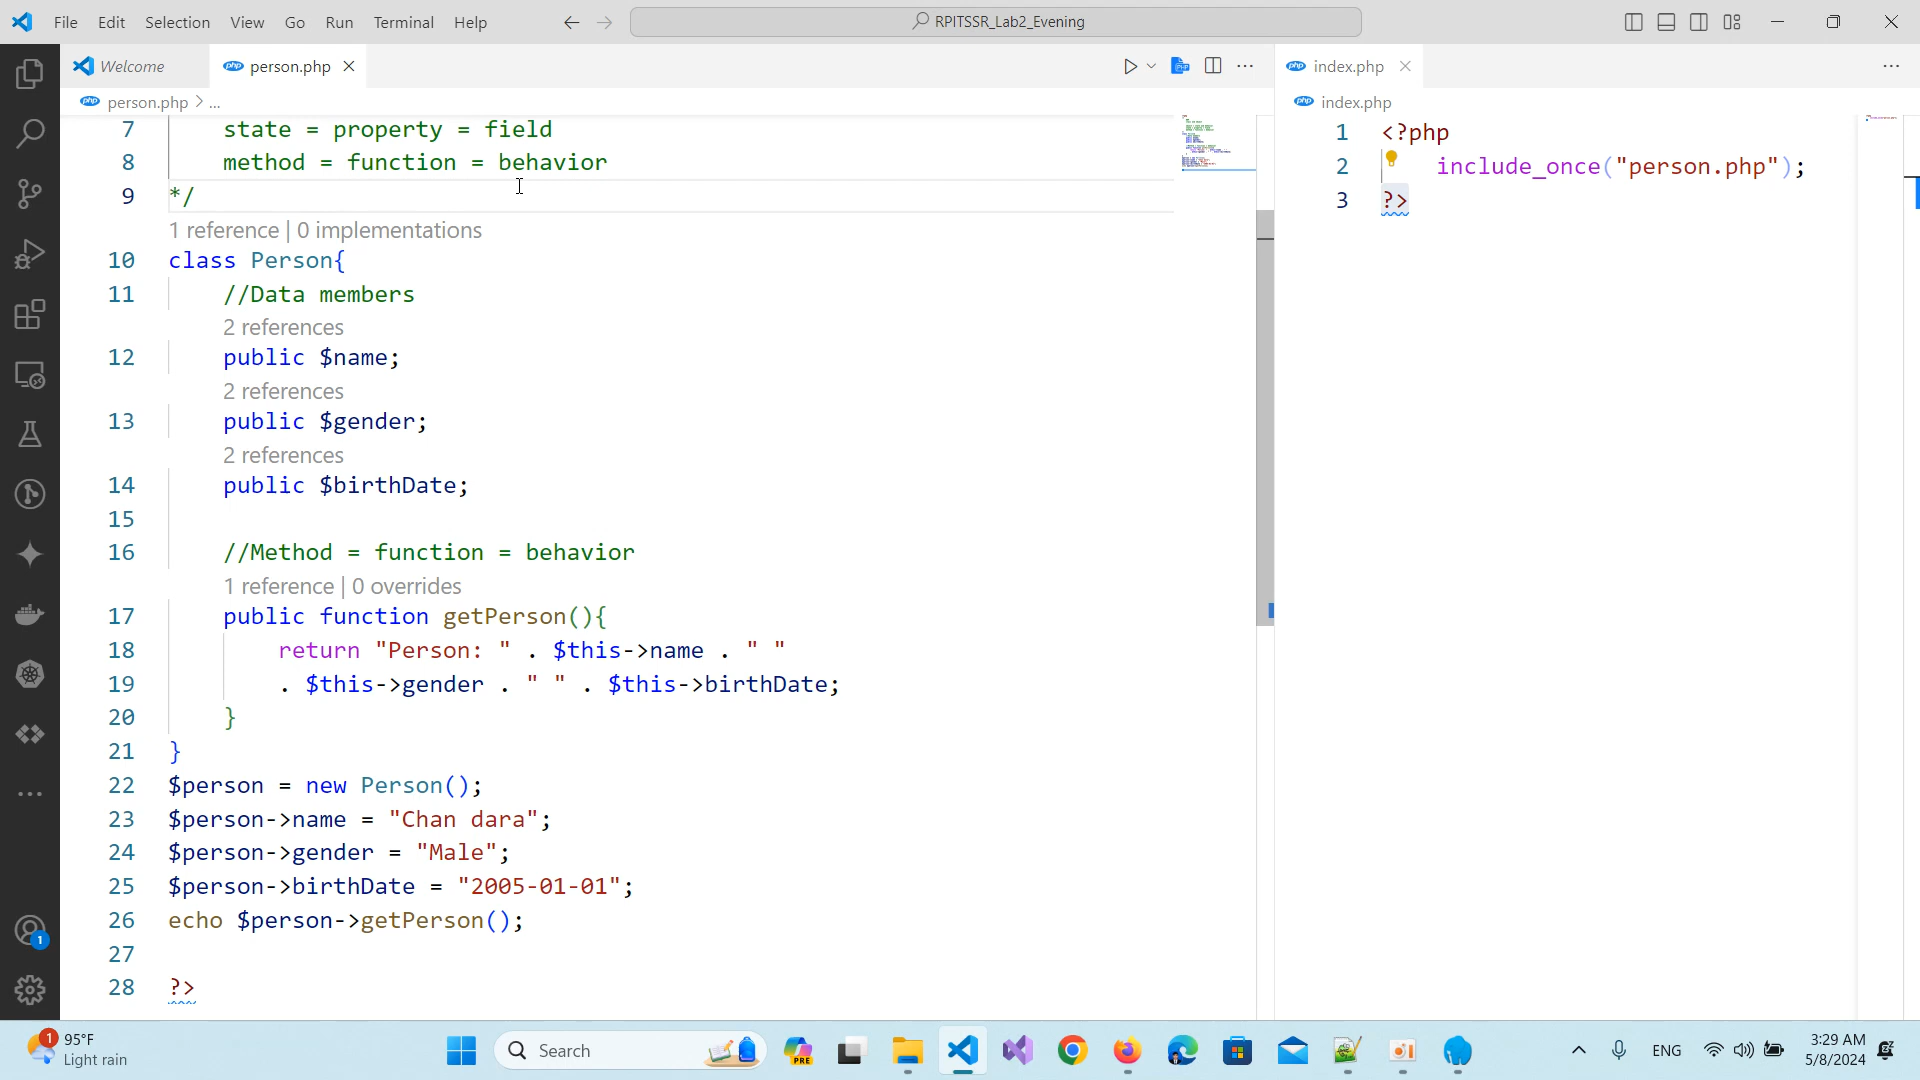 File Edit Selection View Go Run Terminal Help
RPITSSR_Lab2_Evening
Welcome
person.php
index.php
person.php > ...
index.php
7 state = property = field
8 method = function = behavior
9 */
1 reference | 0 implementations
10 class Person{
11 //Data members
2 references
12 public $name;
2 references
13 public $gender;
2 references
14 public $birthDate;
15
16 //Method = function = behavior
1 reference | 0 overrides
17 public function getPerson(){
18 return "Person: " . $this->name . " "
19 . $this->gender . " " . $this->birthDate;
20 }
21 }
22 $person = new Person();
23 $person->name = "Chan dara";
24 $person->gender = "Male";
25 $person->birthDate = "2005-01-01";
26 echo $person->getPerson();
27
28 ?>
1 <?php
2 include_once("person.php");
3 ?>
1
1
95°F
Light rain
Search
PRE
ENG
3:29 AM
5/8/2024